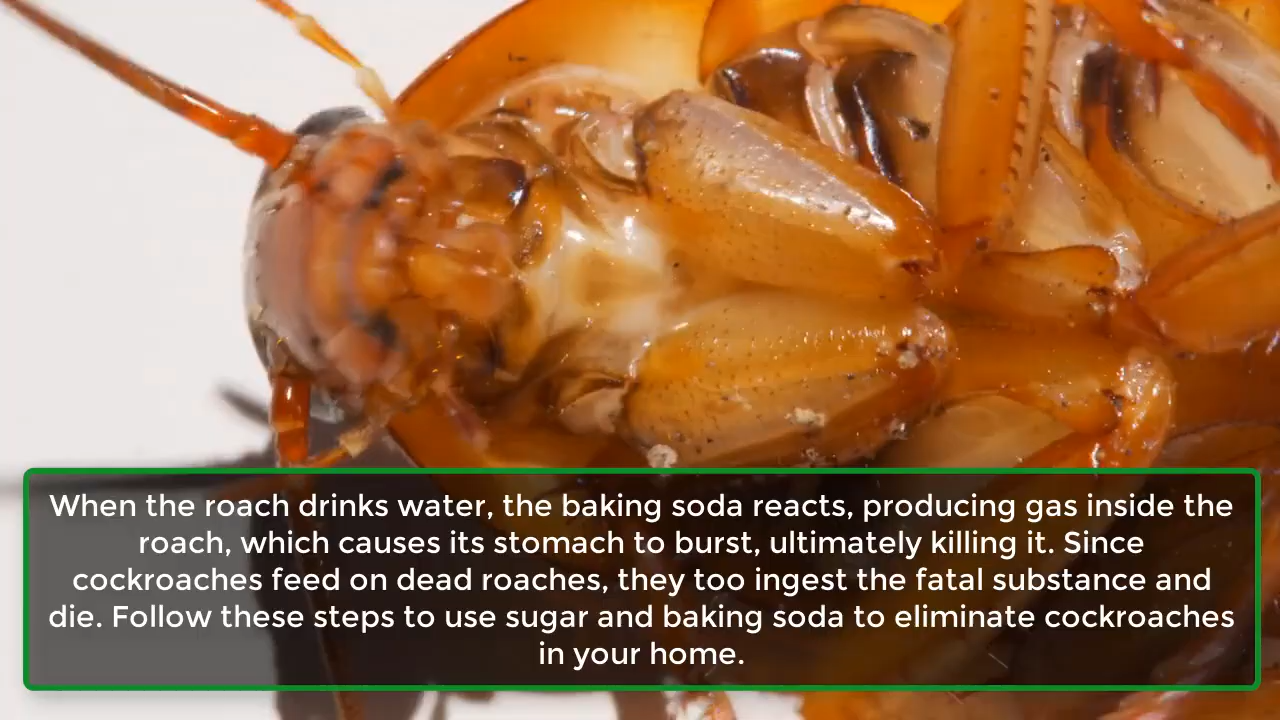 When the roach drinks water, the baking soda reacts, producing gas inside the
roach, which causes its stomach to burst, ultimately killing it. Since
cockroaches feed on dead roaches, they too ingest the fatal substance and
die. Follow these steps to use sugar and baking soda to eliminate cockroaches
in your home.